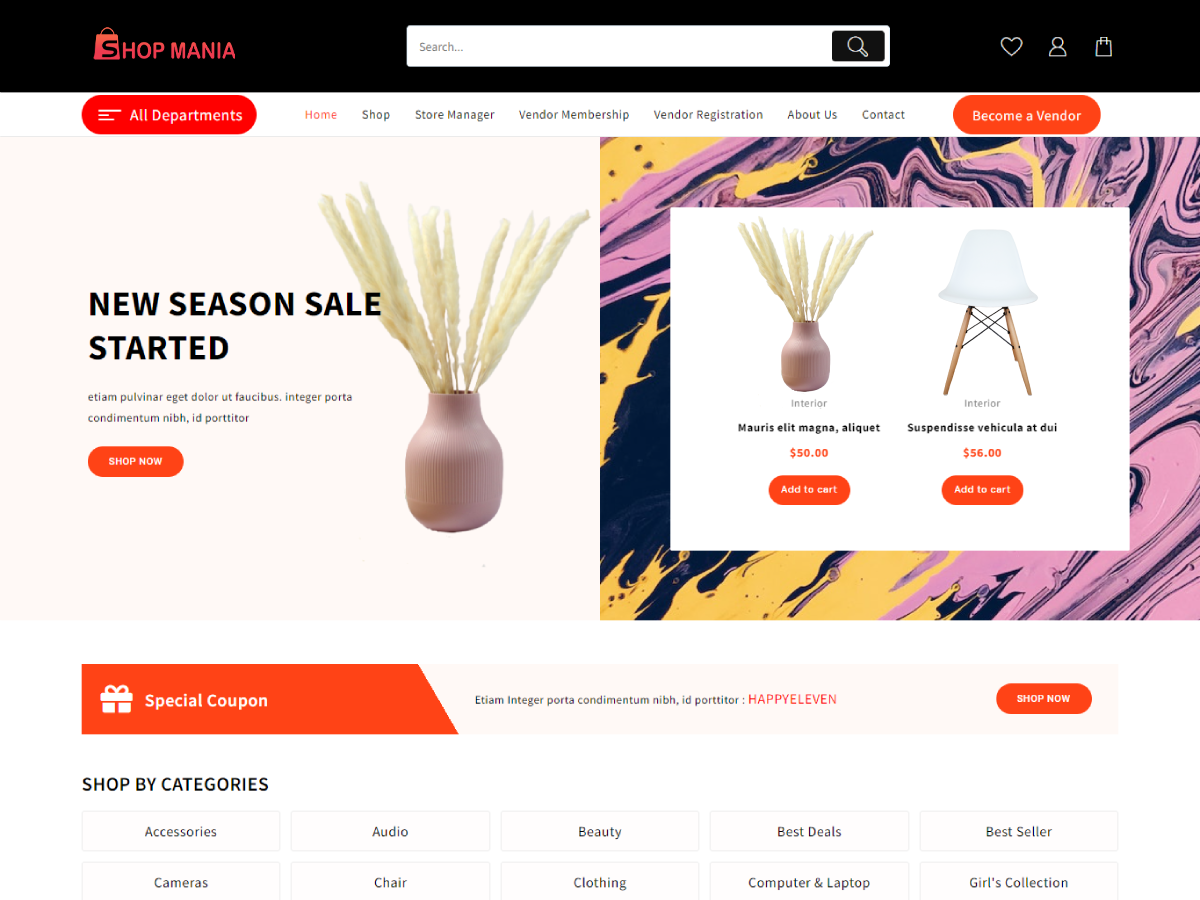 SHOP MANIA
Search...
All Departments
Home
Shop
Store Manager
Vendor Membership
Vendor Registration
About Us
Contact
Become a Vendor
NEW SEASON SALE
STARTED
etiam pulvinar eget dolor ut faucibus. integer porta
condimentum nibh, id porttitor
SHOP NOW
Interior
Mauris elit magna, aliquet
$50.00
Add to cart
Interior
Suspendisse vehicula at dui
$56.00
Add to cart
Special Coupon
Etiam Integer porta condimentum nibh, id porttitor : HAPPYELEVEN
SHOP NOW
SHOP BY CATEGORIES
Accessories
Audio
Beauty
Best Deals
Best Seller
Cameras
Chair
Clothing
Computer & Laptop
Girl's Collection